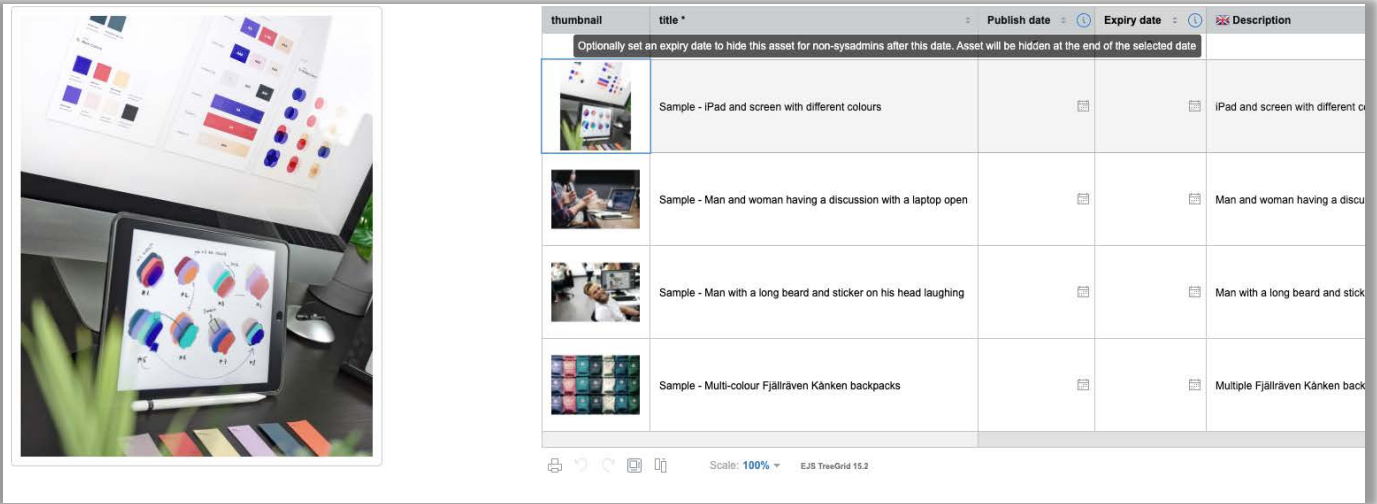 thumbnail title * Publish date Expiry date Description
Optionally set an expiry date to hide this asset for non-sysadmins after this date. Asset will be hidden at the end of the selected date
Sample - iPad and screen with different colours iPad and screen with different co
Sample - Man and woman having a discussion with a laptop open Man and woman having a discu
Sample - Man with a long beard and sticker on his head laughing Man with a long beard and stick
Sample - Multi-colour Fjällräven Kånken backpacks Multiple Fjällräven Kånken back
Scale: 100% EJS TreeGrid 15.2